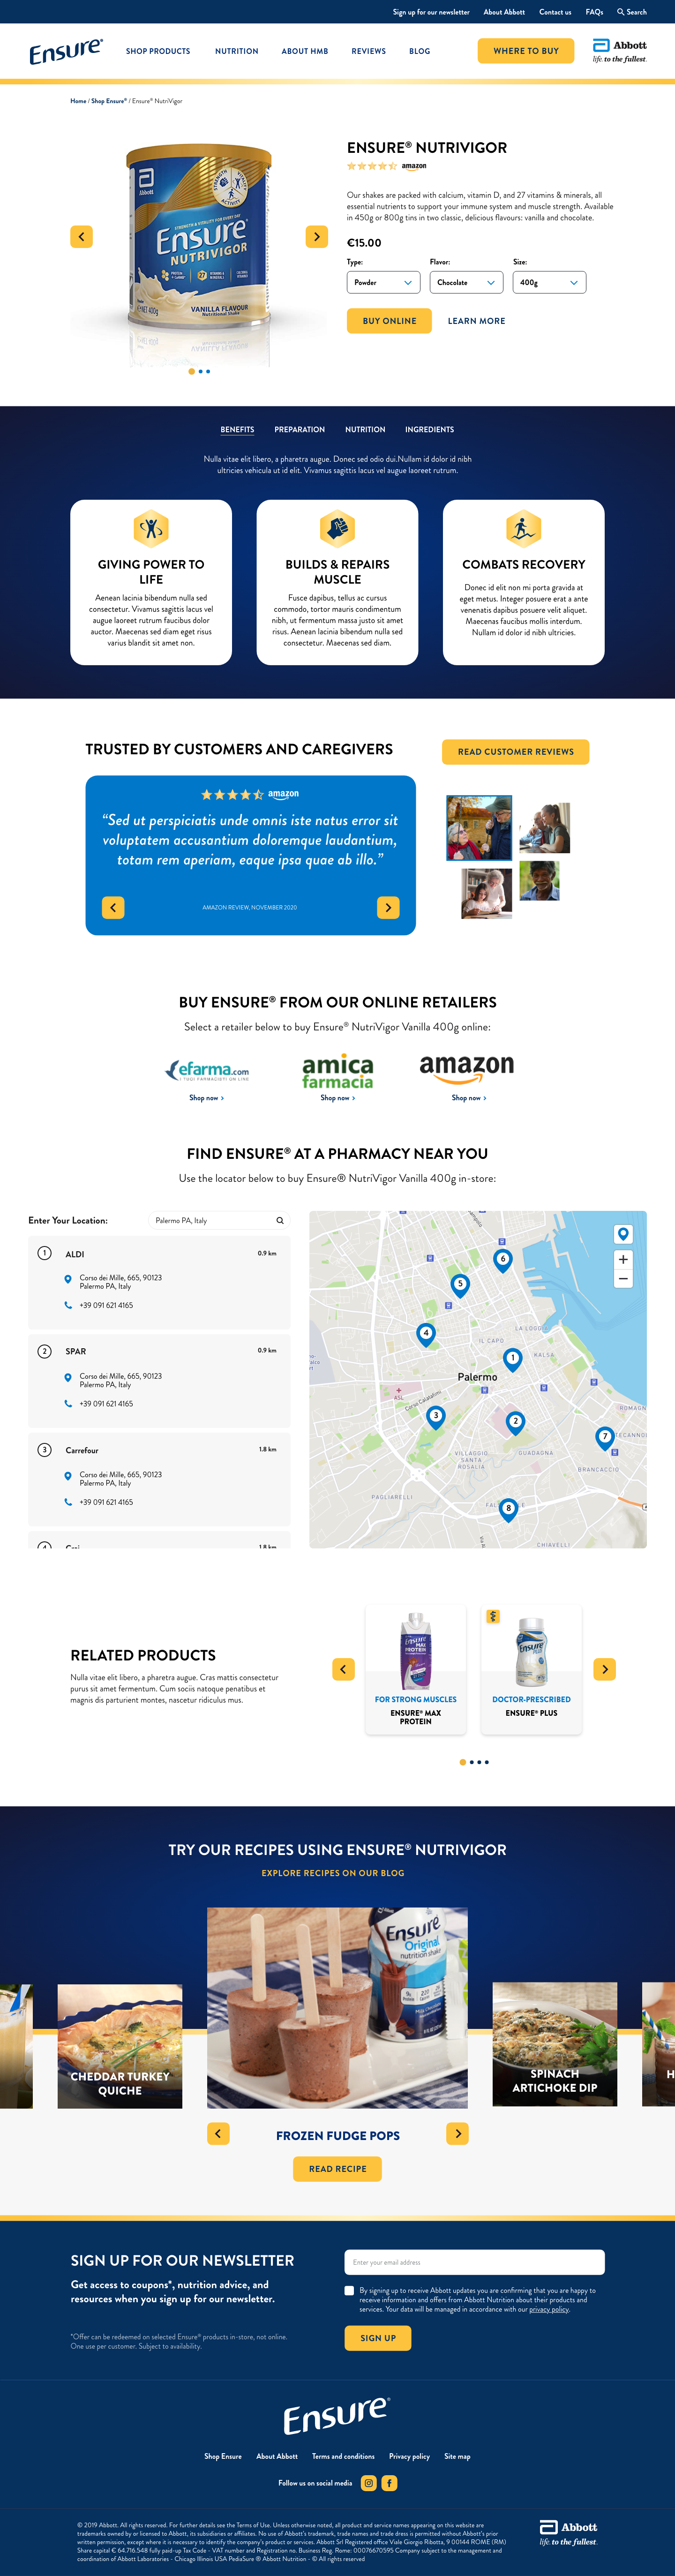 Sign up for our newsletter About Abbott Contact us FAQs Search
Ensure® SHOP PRODUCTS NUTRITION ABOUT HMB REVIEWS BLOG WHERE TO BUY Abbott
life. to the fullest.
Home / Shop Ensure® / Ensure® NutriVigor
Abbott
STRENGTH & VITALITY FOR EVERY DAY
Ensure
NUTRIVIGOR
27
VANILLA FLAVOUR
Nutritional Shake
NET 400g
ENSURE® NUTRIVIGOR
amazon
Our shakes are packed with calcium, vitamin D, and 27 vitamins & minerals, all
essential nutrients to support your immune system and muscle strength. Available
in 450g or 800g tins in two classic, delicious flavours: vanilla and chocolate.
€15.00
Type: Flavor: Size:
Powder Chocolate 400g
BUY ONLINE LEARN MORE
BENEFITS PREPARATION NUTRITION INGREDIENTS
Nulla vitae elit libero, a pharetra augue. Donec sed odio dui.Nullam id dolor id nibh
ultricies vehicula ut id elit. Vivamus sagittis lacus vel augue laoreet rutrum.
GIVING POWER TO
LIFE
Aenean lacinia bibendum nulla sed
consectetur. Vivamus sagittis lacus vel
augue laoreet rutrum faucibus dolor
auctor. Maecenas sed diam eget risus
varius blandit sit amet non.
BUILDS & REPAIRS
MUSCLE
Fusce dapibus, tellus ac cursus
commodo, tortor mauris condimentum
nibh, ut fermentum massa justo sit amet
risus. Aenean lacinia bibendum nulla sed
consectetur. Maecenas sed diam.
COMBATS RECOVERY
Donec id elit non mi porta gravida at
eget metus. Integer posuere erat a ante
venenatis dapibus posuere velit aliquet.
Maecenas faucibus mollis interdum.
Nullam id dolor id nibh ultricies.
TRUSTED BY CUSTOMERS AND CAREGIVERS
READ CUSTOMER REVIEWS
amazon
“Sed ut perspiciatis unde omnis iste natus error sit
voluptatem accusantium doloremque laudantium,
totam rem aperiam, eaque ipsa quae ab illo.”
AMAZON REVIEW, NOVEMBER 2020
BUY ENSURE® FROM OUR ONLINE RETAILERS
Select a retailer below to buy Ensure® NutriVigor Vanilla 400g online:
efarma.com
I TUOI FARMACISTI ON LINE
amica
farmacia
amazon
Shop now › Shop now › Shop now ›
FIND ENSURE® AT A PHARMACY NEAR YOU
Use the locator below to buy Ensure® NutriVigor Vanilla 400g in-store:
Enter Your Location: Palermo PA, Italy
1 ALDI 0.9 km
Corso dei Mille, 665, 90123
Palermo PA, Italy
+39 091 621 4165
2 SPAR 0.9 km
Corso dei Mille, 665, 90123
Palermo PA, Italy
+39 091 621 4165
3 Carrefour 1.8 km
Corso dei Mille, 665, 90123
Palermo PA, Italy
+39 091 621 4165
6
5
+
−
4
LA LOGGIA
IL CAPO
1
KALSA
Palermo
ASL
Corso Calatafimi
3
2
7
VILLAGGIO
SANTA
ROSALIA
GUADAGNA
BRANCACCIO
PAGLIARELLI
8
CHIAVELLI
RELATED PRODUCTS
Nulla vitae elit libero, a pharetra augue. Cras mattis consectetur
purus sit amet fermentum. Cum sociis natoque penatibus et
magnis dis parturient montes, nascetur ridiculus mus.
Ensure
MAX
PROTEIN
FOR STRONG MUSCLES
ENSURE® MAX
PROTEIN
Ensure
PLUS
DOCTOR-PRESCRIBED
ENSURE® PLUS
TRY OUR RECIPES USING ENSURE® NUTRIVIGOR
EXPLORE RECIPES ON OUR BLOG
Ensure
Original
nutrition shake
Milk Chocolate
CHEDDAR TURKEY
QUICHE
SPINACH
ARTICHOKE DIP
H
FROZEN FUDGE POPS
READ RECIPE
SIGN UP FOR OUR NEWSLETTER
Get access to coupons*, nutrition advice, and
resources when you sign up for our newsletter.
*Offer can be redeemed on selected Ensure® products in-store, not online.
One use per customer. Subject to availability.
Enter your email address
By signing up to receive Abbott updates you are confirming that you are happy to
receive information and offers from Abbott Nutrition about their products and
services. Your data will be managed in accordance with our privacy policy.
SIGN UP
Ensure®
Shop Ensure About Abbott Terms and conditions Privacy policy Site map
Follow us on social media
© 2019 Abbott. All rights reserved. For further details see the Terms of Use. Unless otherwise noted, all product and service names appearing on this website are
trademarks owned by or licensed to Abbott, its subsidiaries or affiliates. No use of Abbott's trademark, trade names and trade dress is permitted without Abbott's prior
written permission, except where it is necessary to identify the company's product or services. Abbott Srl Registered office Viale Giorgio Ribotta, 9 00144 ROME (RM)
Share capital € 64.716.548 fully paid-up Tax Code - VAT number and Registration no. Business Reg. Rome: 00076670595 Company subject to the management and
coordination of Abbott Laboratories - Chicago Illinois USA PediaSure ® Abbott Nutrition - © All rights reserved
Abbott
life. to the fullest.